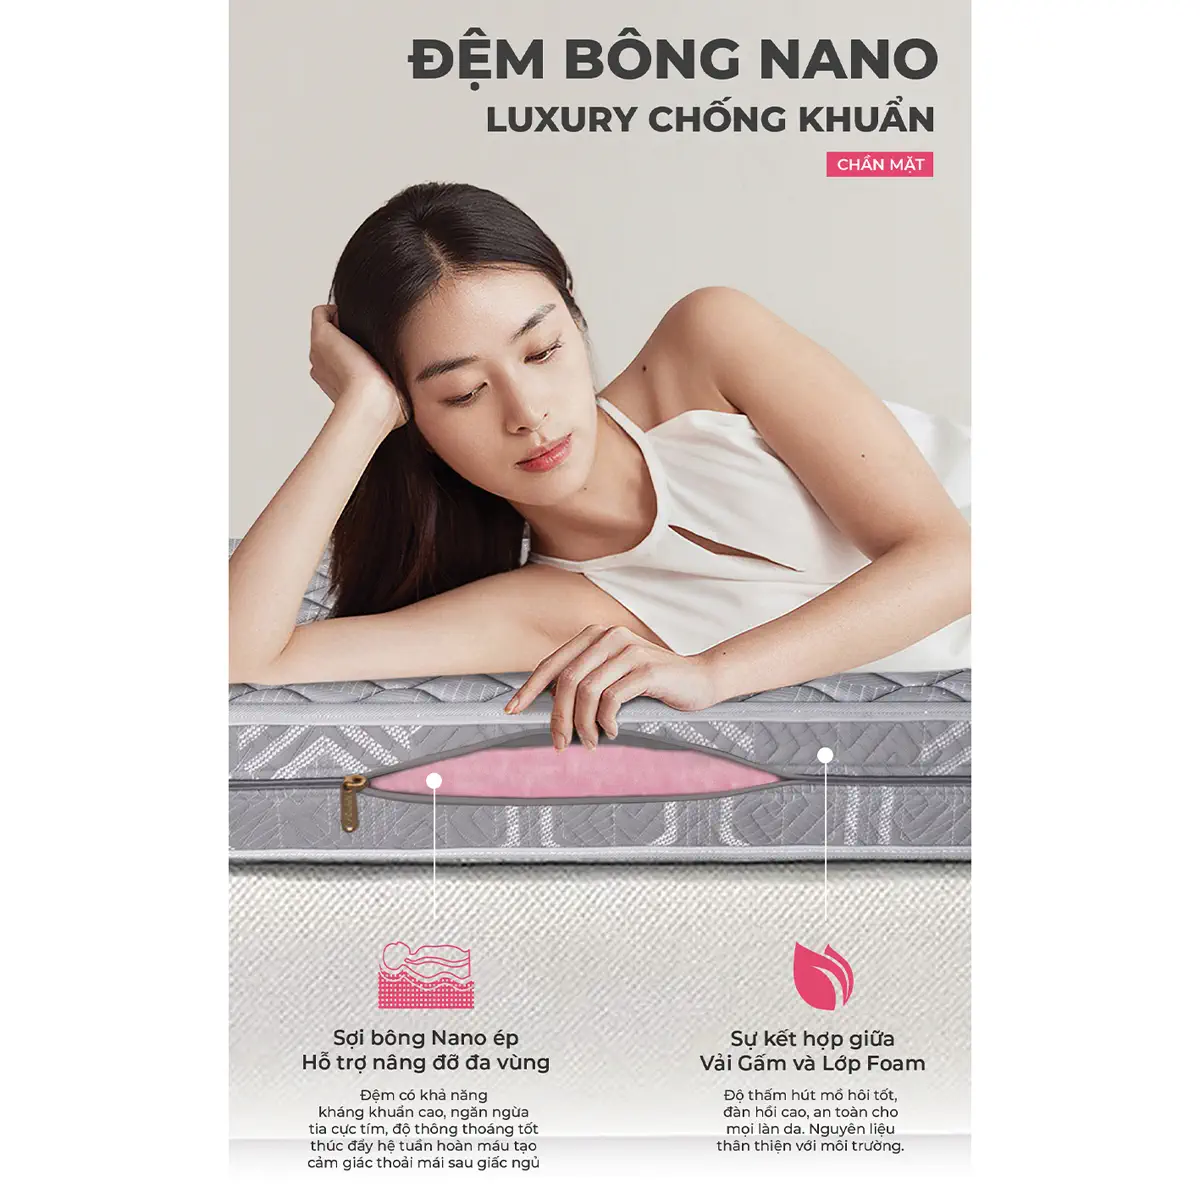 ĐỆM BÔNG NANO
LUXURY CHỐNG KHUẨN
CHẦN MẶT
Sợi bông Nano ép
Hỗ trợ nâng đỡ đa vùng
Đệm có khả năng
kháng khuẩn cao, ngăn ngừa
tia cực tím, độ thông thoáng tốt
thúc đẩy hệ tuần hoàn máu tạo
cảm giác thoải mái sau giấc ngủ
Sự kết hợp giữa
Vải Gấm và Lớp Foam
Độ thấm hút mồ hôi tốt,
đàn hồi cao, an toàn cho
mọi làn da. Nguyên liệu
thân thiện với môi trường.